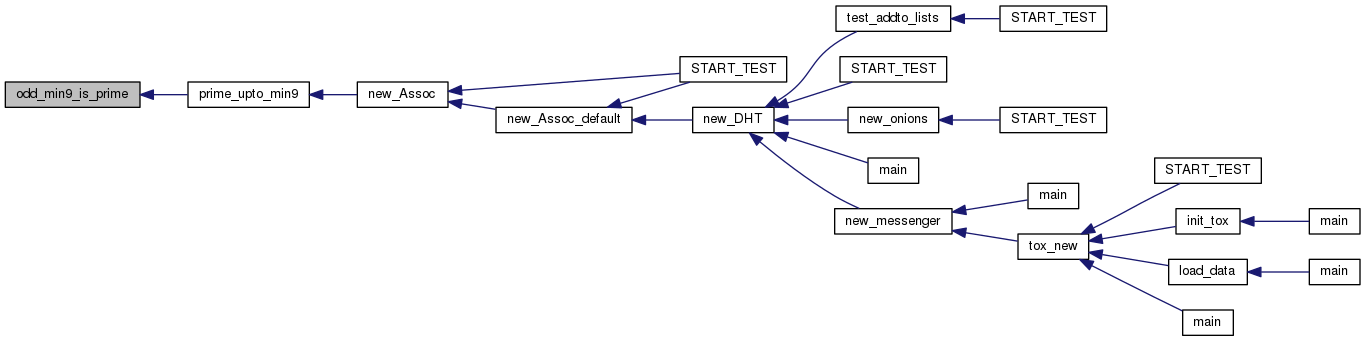 test_addto_lists
START_TEST
START_TEST
START_TEST
odd_min9_is_prime
prime_upto_min9
new_Assoc
new_Assoc_default
new_DHT
new_onions
START_TEST
main
START_TEST
main
new_messenger
init_tox
main
tox_new
load_data
main
main